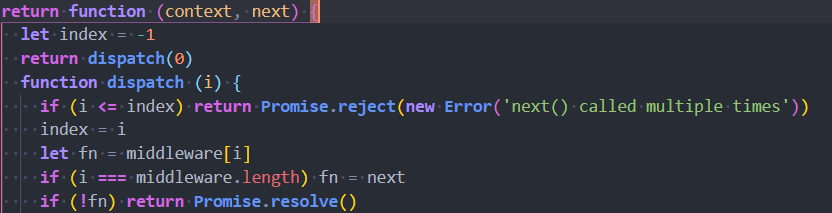 return function (context, next) {
let index = -1
return dispatch(0)
function dispatch (i) {
if (i <= index) return Promise.reject(new Error('next() called multiple times'))
index = i
let fn = middleware[i]
if (i === middleware.length) fn = next
if (!fn) return Promise.resolve()